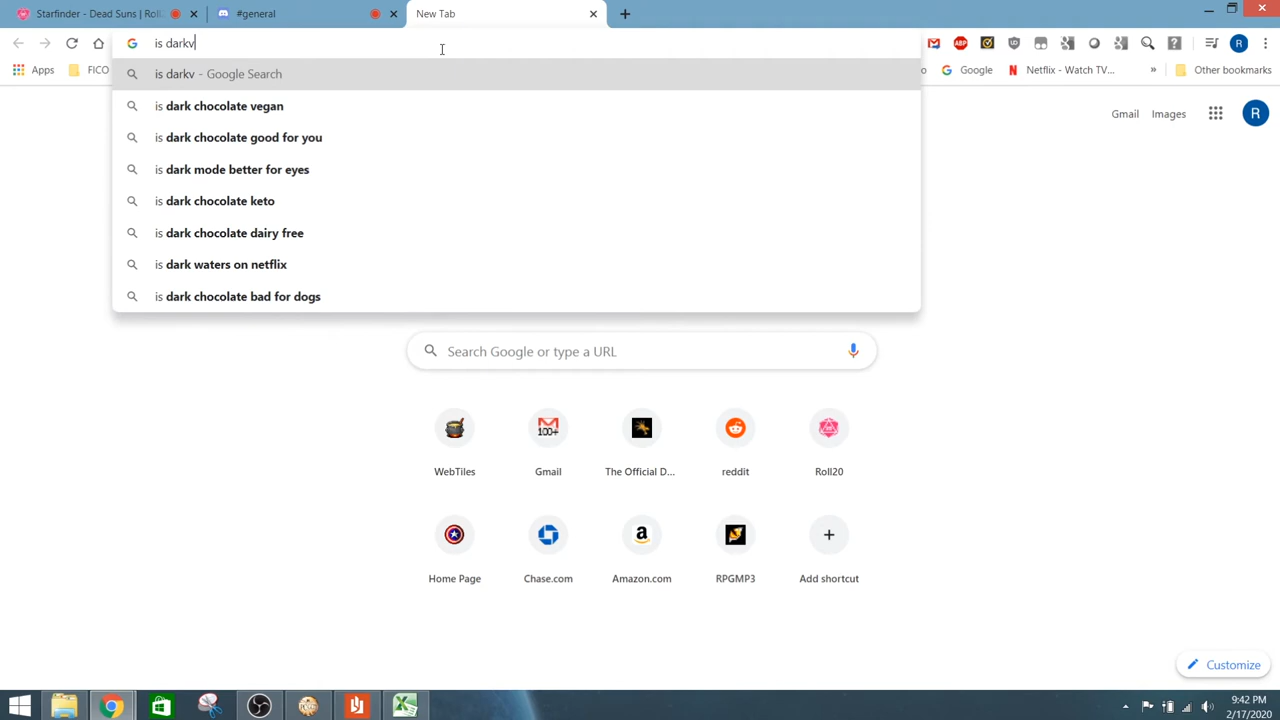 Starfinder - Dead Suns | Roll
#general
New Tab
is darkv
Apps
FICO
Google
Netflix - Watch TV...
»
Other bookmarks
is darkv - Google Search
is dark chocolate vegan
is dark chocolate good for you
is dark mode better for eyes
is dark chocolate keto
is dark chocolate dairy free
is dark waters on netflix
is dark chocolate bad for dogs
Gmail
Images
R
Search Google or type a URL
100+
WebTiles
Gmail
The Official D...
reddit
Roll20
Home Page
Chase.com
Amazon.com
RPGMP3
Add shortcut
Customize
9:42 PM
2/17/2020